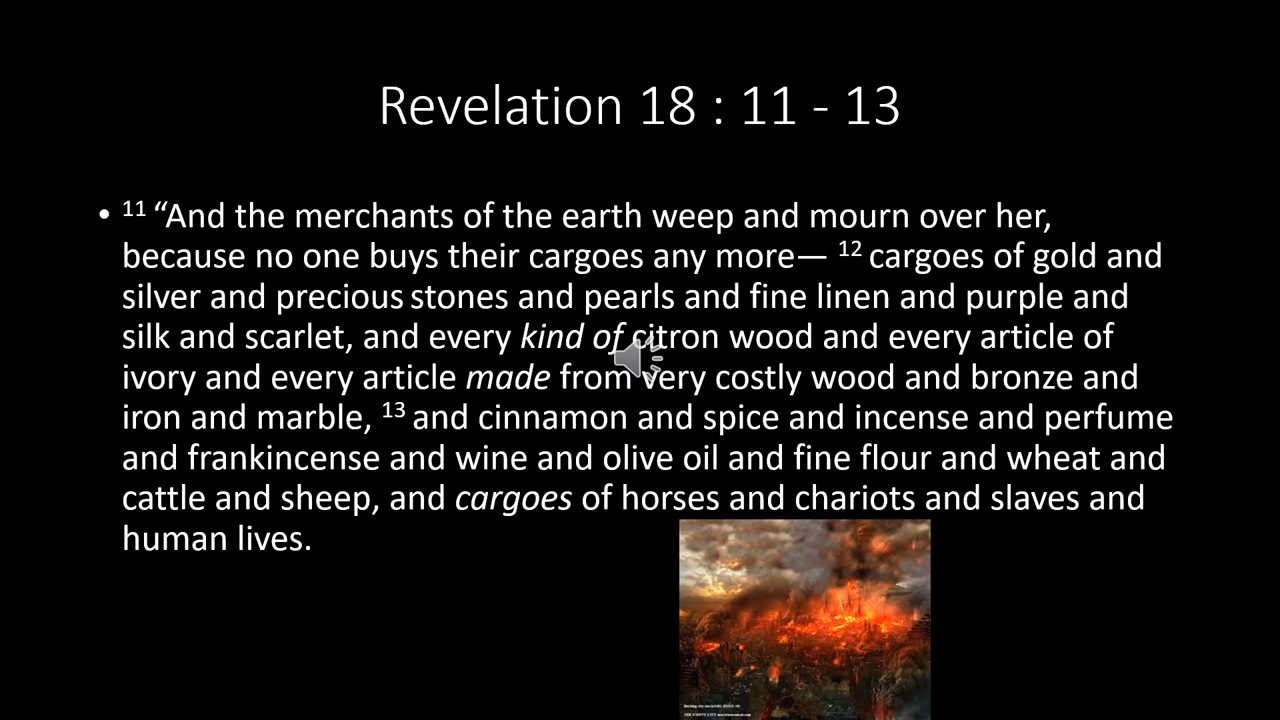 Revelation 18 : 11 - 13
• 11 “And the merchants of the earth weep and mourn over her,
because no one buys their cargoes any more— 12 cargoes of gold and
silver and precious stones and pearls and fine linen and purple and
silk and scarlet, and every kind of citron wood and every article of
ivory and every article made from very costly wood and bronze and
iron and marble, 13 and cinnamon and spice and incense and perfume
and frankincense and wine and olive oil and fine flour and wheat and
cattle and sheep, and cargoes of horses and chariots and slaves and
human lives.